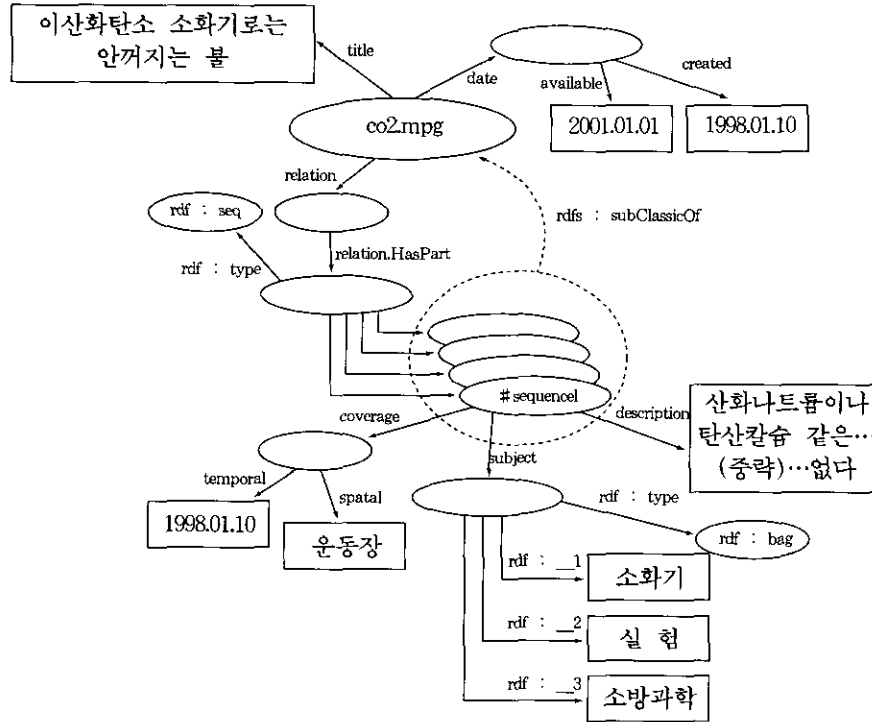 이산화탄소 소화기로는
안꺼지는 불
title
date
available
created
co2.mpg
2001.01.01
1998.01.10
relation
rdf : seq
rdfs : subClassicOf
relation.HasPart
rdf : type
#sequencel
coverage
description
산화나트륨이나
탄산칼슘 같은…
(중략)…없다
subject
temporal
spatal
rdf : type
1998.01.10
운동장
rdf : bag
rdf : __1
소화기
rdf : __2
실 험
rdf : __3
소방과학